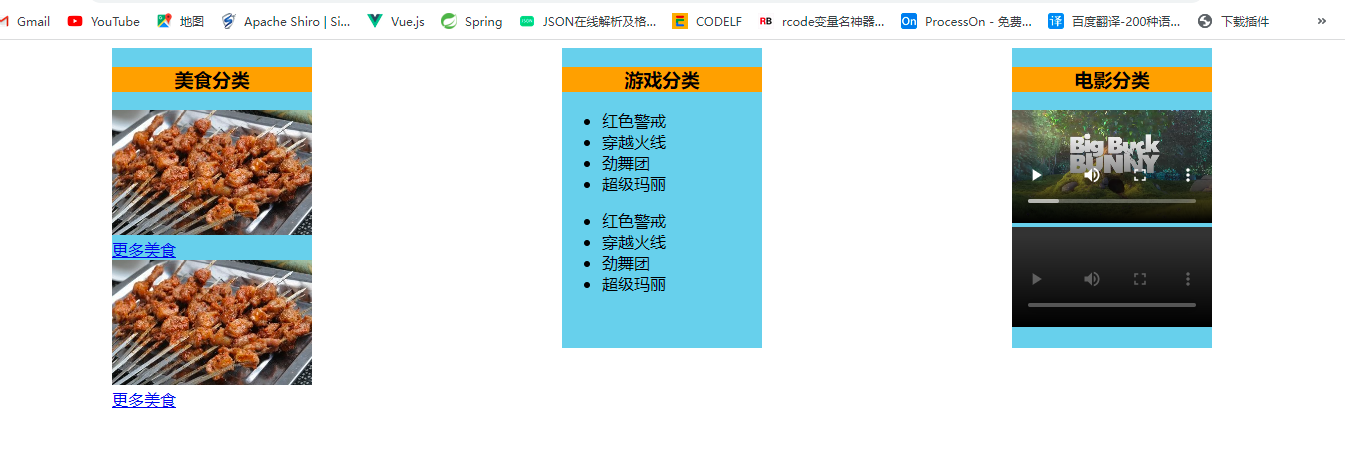 Gmail
YouTube
地图
Apache Shiro | Si...
Vue.js
Spring
JSON在线解析及格...
CODELF
RB
rcode变量名神器...
On
ProcessOn - 免费...
译
百度翻译-200种语...
下载插件
»
美食分类
更多美食
更多美食
游戏分类
红色警戒
穿越火线
劲舞团
超级玛丽
红色警戒
穿越火线
劲舞团
超级玛丽
电影分类
Big Buck
BUNNY